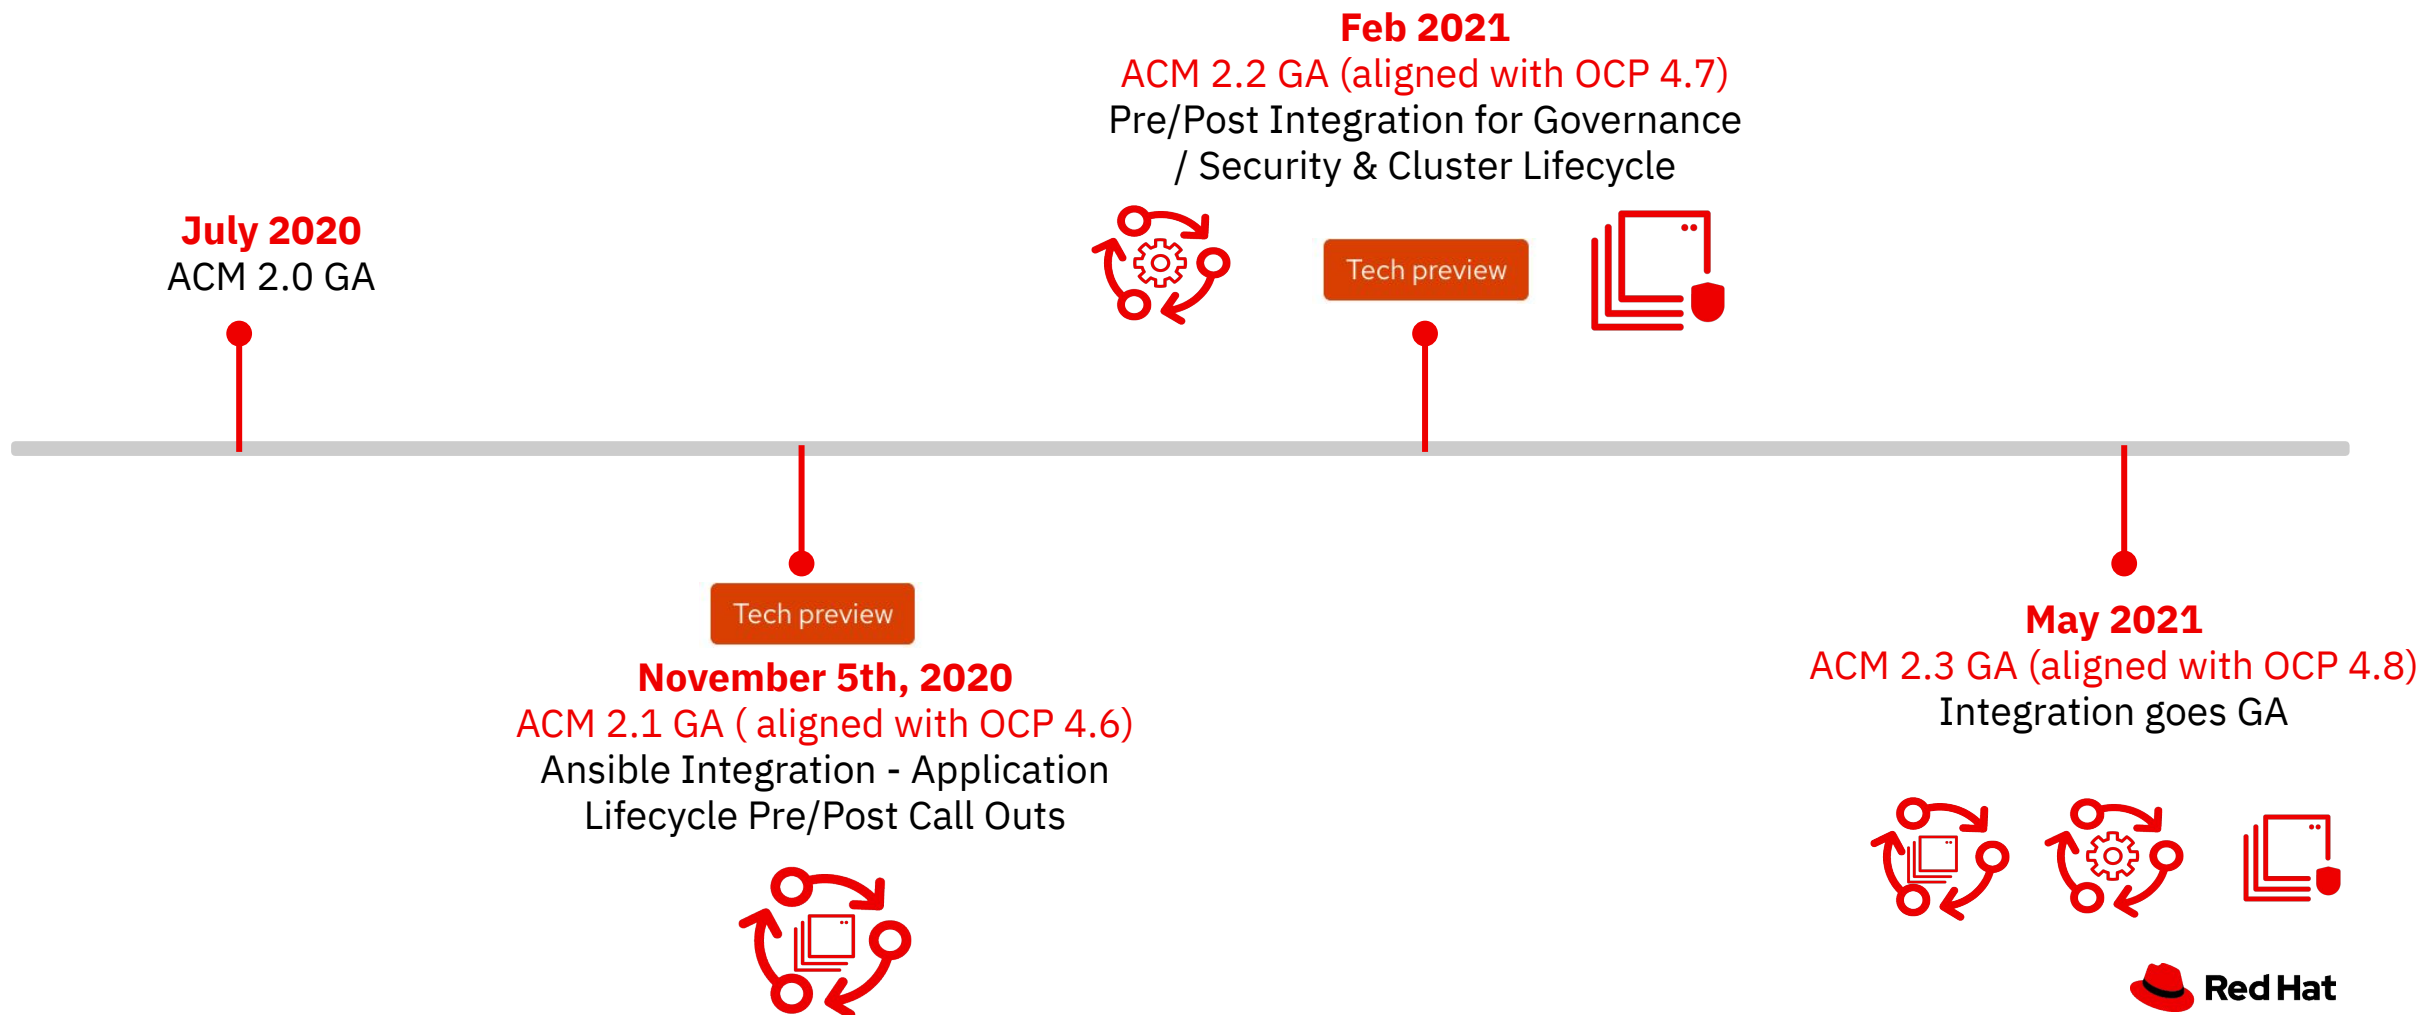 July 2020
ACM 2.0 GA
Tech preview
November 5th, 2020
ACM 2.1 GA ( aligned with OCP 4.6)
Ansible Integration - Application
Lifecycle Pre/Post Call Outs
Feb 2021
ACM 2.2 GA (aligned with OCP 4.7)
Pre/Post Integration for Governance
/ Security & Cluster Lifecycle
Tech preview
May 2021
ACM 2.3 GA (aligned with OCP 4.8)
Integration goes GA
Red Hat